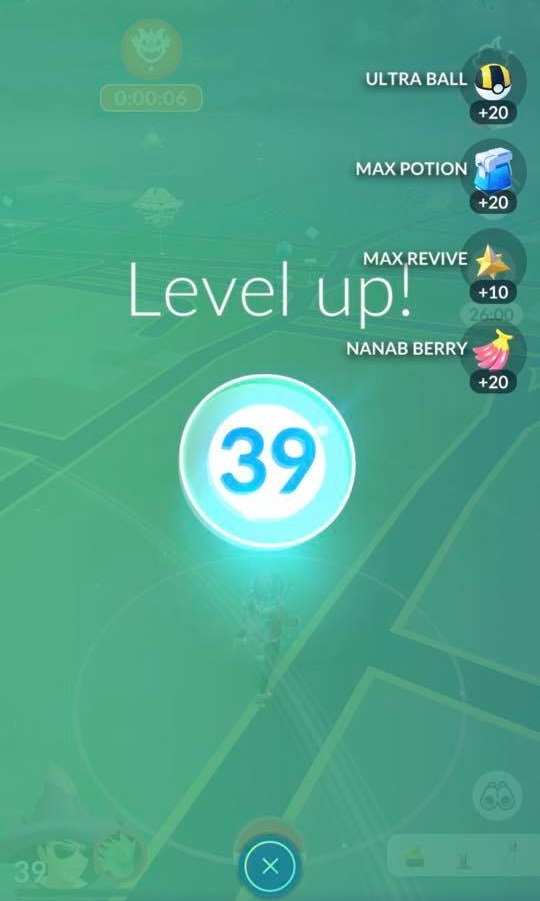 0:00:06
ULTRA BALL
+20
MAX POTION
+20
MAX REVIVE
+10
Level up!
26:00
NANAB BERRY
+20
39
39